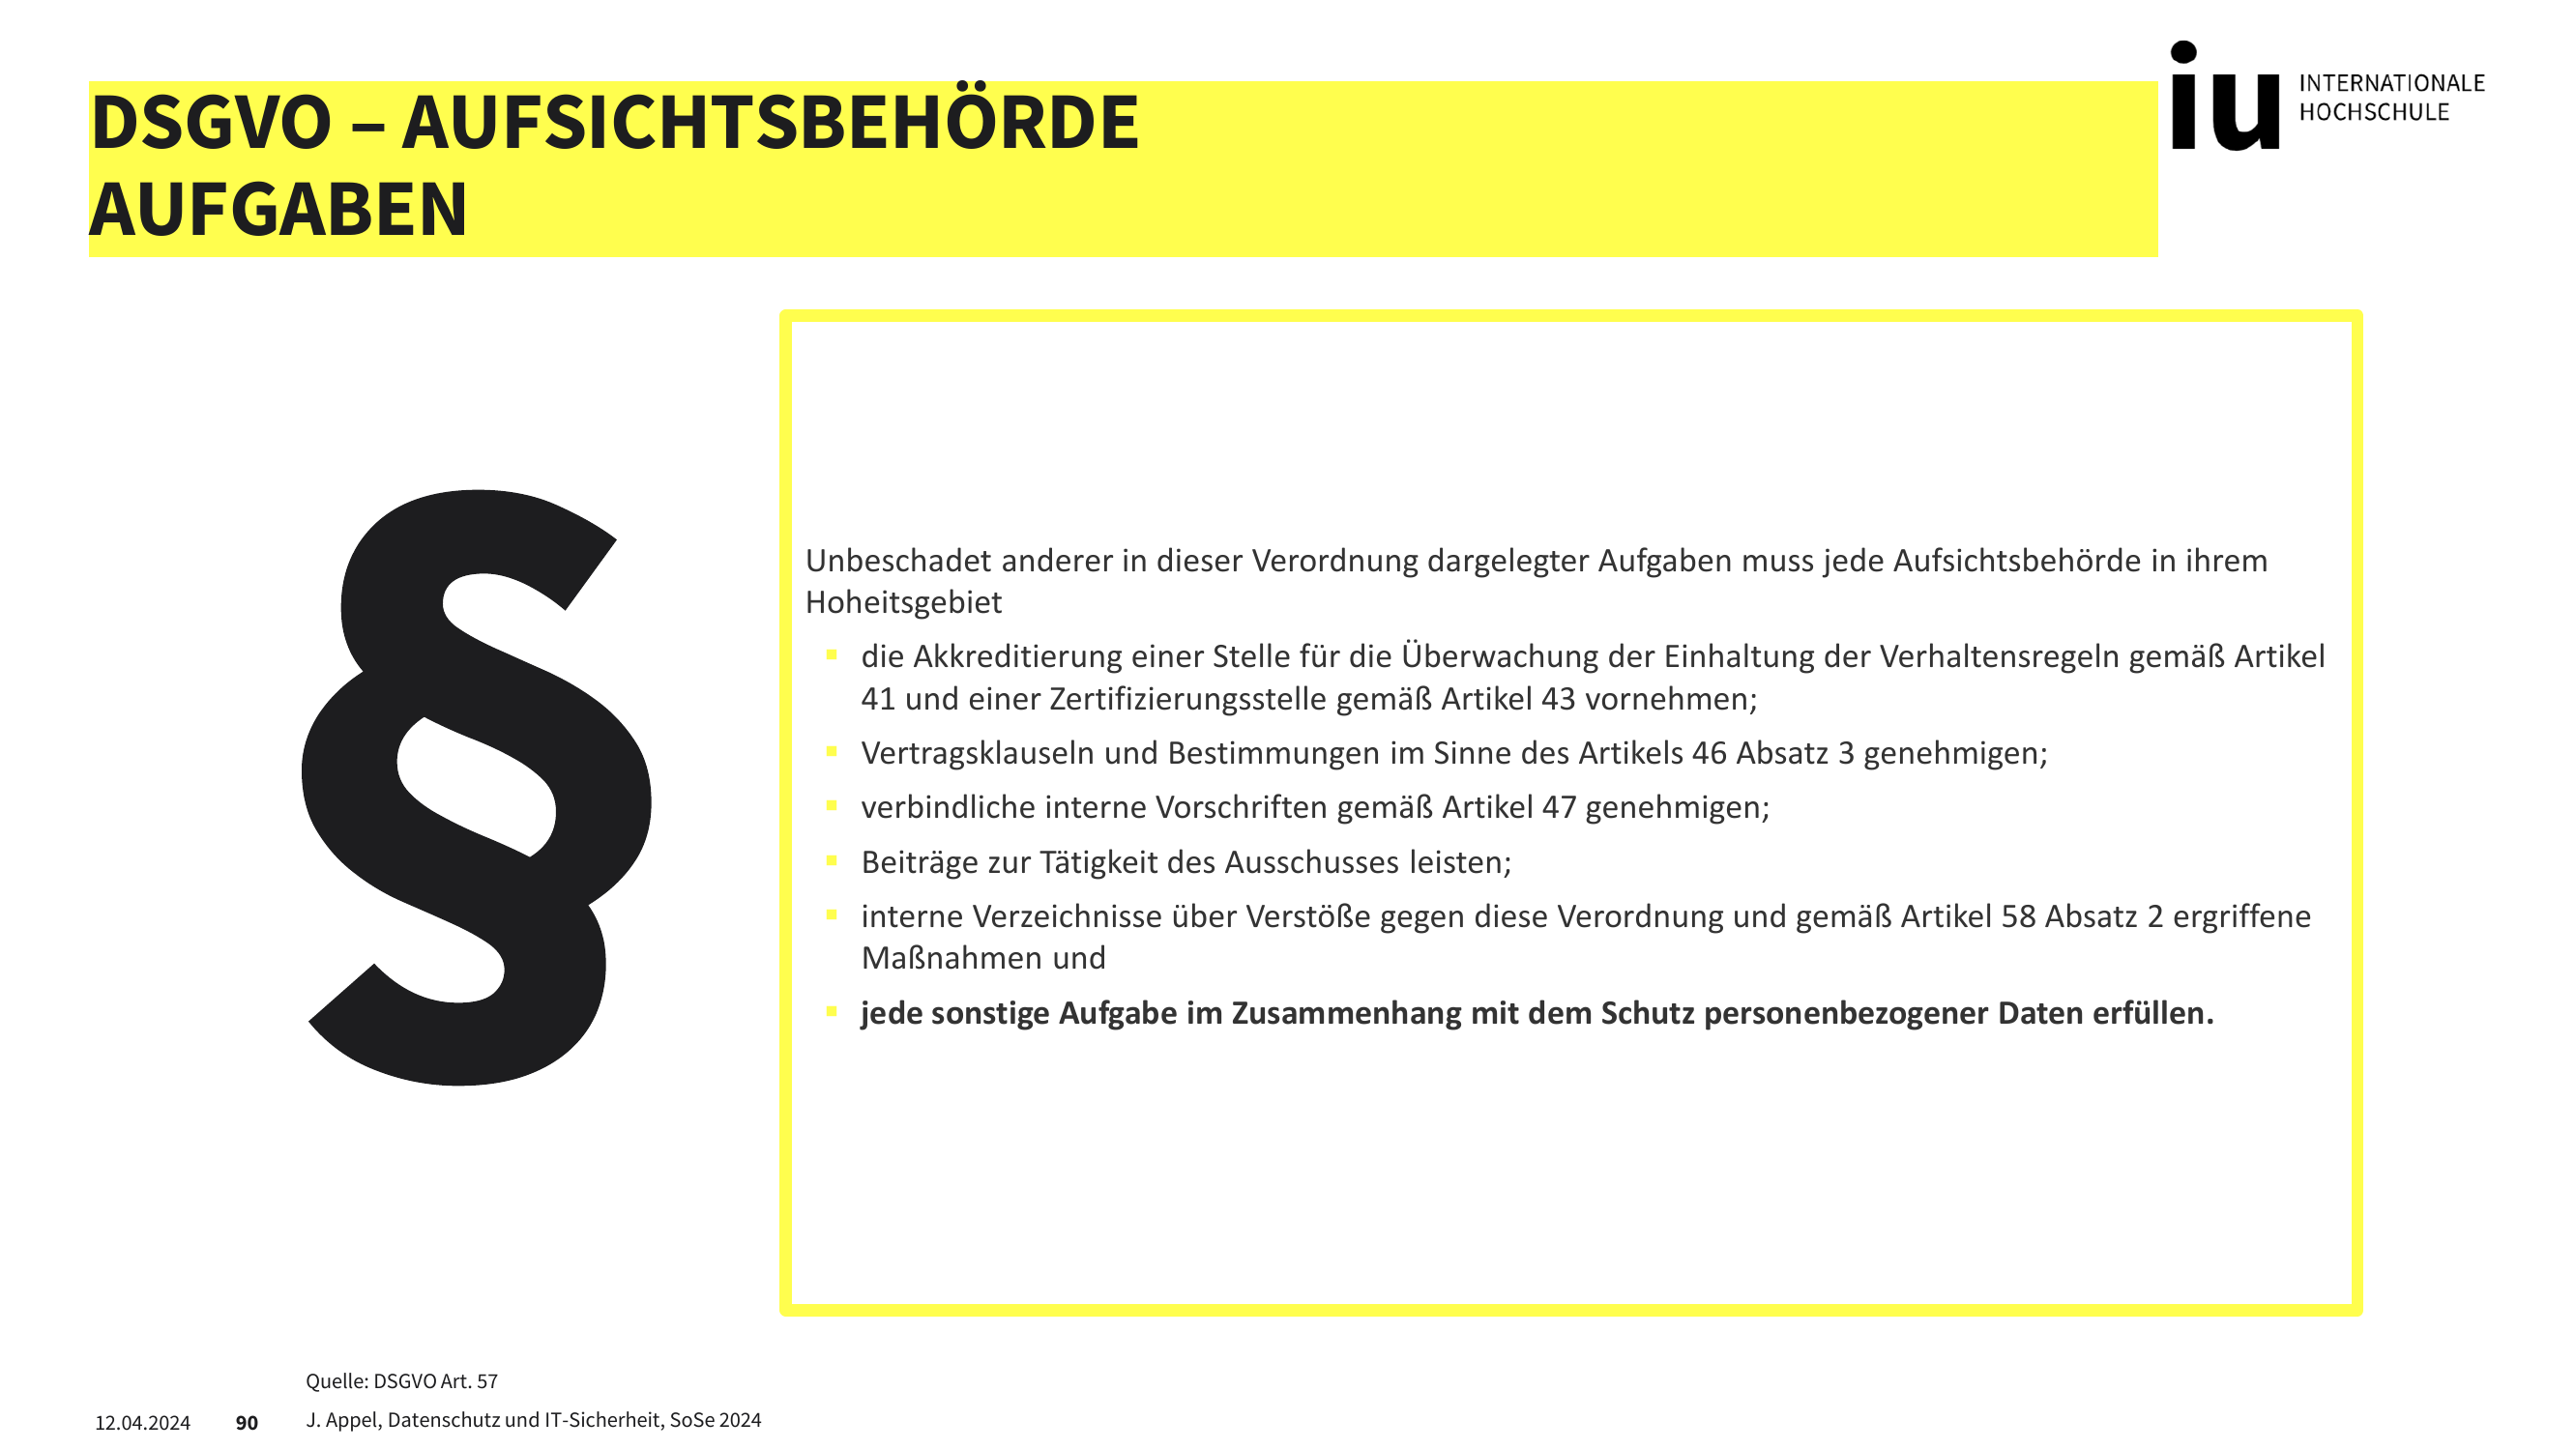 DSGVO – AUFSICHTSBEHÖRDE
AUFGABEN
iu INTERNATIONALE
HOCHSCHULE
§
Unbeschadet anderer in dieser Verordnung dargelegter Aufgaben muss jede Aufsichtsbehörde in ihrem
Hoheitsgebiet
▪ die Akkreditierung einer Stelle für die Überwachung der Einhaltung der Verhaltensregeln gemäß Artikel
41 und einer Zertifizierungsstelle gemäß Artikel 43 vornehmen;
▪ Vertragsklauseln und Bestimmungen im Sinne des Artikels 46 Absatz 3 genehmigen;
▪ verbindliche interne Vorschriften gemäß Artikel 47 genehmigen;
▪ Beiträge zur Tätigkeit des Ausschusses leisten;
▪ interne Verzeichnisse über Verstöße gegen diese Verordnung und gemäß Artikel 58 Absatz 2 ergriffene
Maßnahmen und
▪ jede sonstige Aufgabe im Zusammenhang mit dem Schutz personenbezogener Daten erfüllen.
Quelle: DSGVO Art. 57
12.04.2024 90 J. Appel, Datenschutz und IT-Sicherheit, SoSe 2024